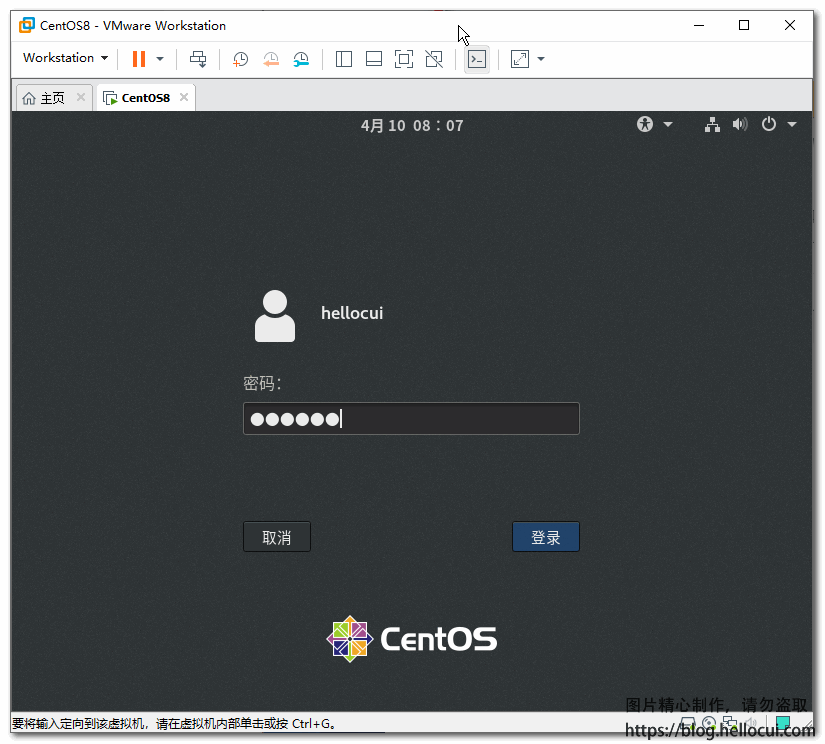 CentOS8 - VMware Workstation
Workstation
主页
CentOS8
4月 10 08：07
hellocui
密码：
取消
登录
CentOS
要将输入定向到该虚拟机，请在虚拟机内部单击或按 Ctrl+G。
图片精心制作，请勿盗取
https://blog.hellocui.com